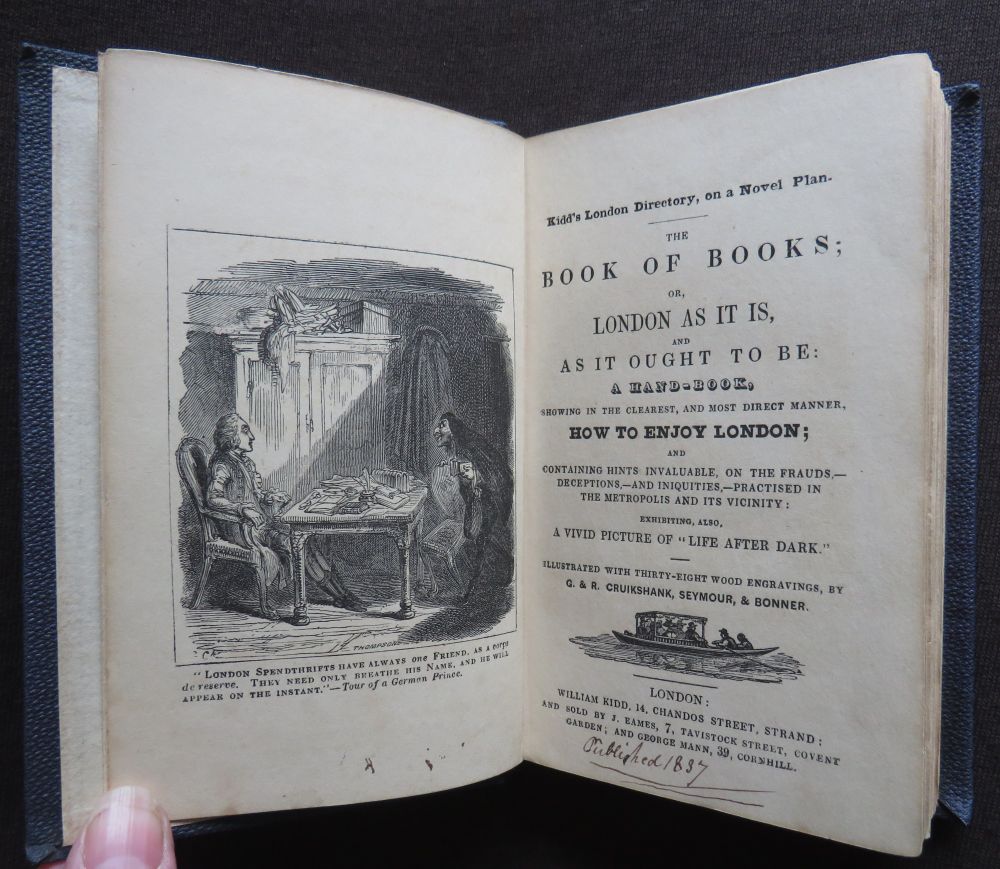 THOMPSON
"LONDON SPENDTHRIFTS HAVE ALWAYS one FRIEND, AS A corps
de reserve. THEY NEED ONLY BREATHE HIS NAME, AND HE WILL
APPEAR ON THE INSTANT."—Tour of a German Prince.
Kidd's London Directory, on a Novel Plan.
THE
BOOK OF BOOKS;
OR,
LONDON AS IT IS,
AND
AS IT OUGHT TO BE:
A HAND-BOOK,
SHOWING IN THE CLEAREST, AND MOST DIRECT MANNER,
HOW TO ENJOY LONDON;
AND
CONTAINING HINTS INVALUABLE, ON THE FRAUDS,—
DECEPTIONS,—AND INIQUITIES,—PRACTISED IN
THE METROPOLIS AND ITS VICINITY:
EXHIBITING, ALSO,
A VIVID PICTURE OF "LIFE AFTER DARK."
ILLUSTRATED WITH THIRTY-EIGHT WOOD ENGRAVINGS, BY
G. & R. CRUIKSHANK, SEYMOUR, & BONNER.
LONDON:
WILLIAM KIDD, 14, CHANDOS STREET, STRAND;
AND SOLD BY J. EAMES, 7, TAVISTOCK STREET, COVENT
GARDEN; AND GEORGE MANN, 39, CORNHILL.
Published 1837